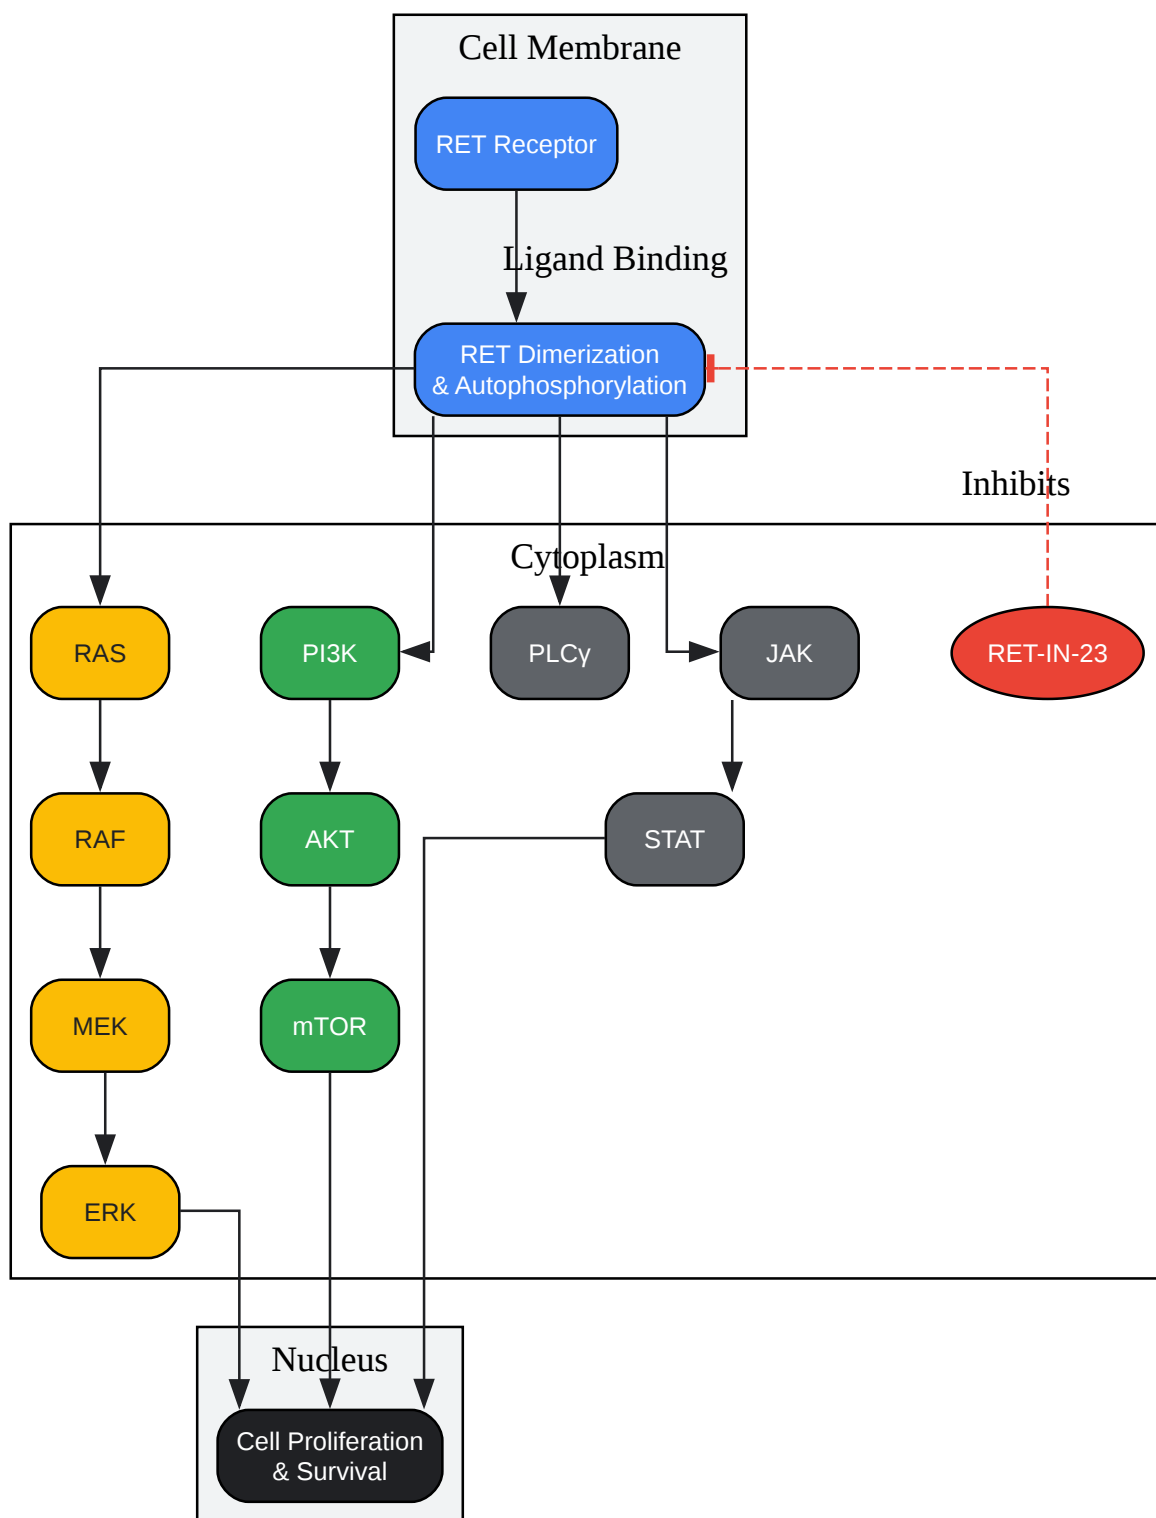 Cell Membrane
RET Receptor
Ligand Binding
RET Dimerization
& Autophosphorylation
Inhibits
Cytoplasm
RAS
PI3K
PLCγ
JAK
RET-IN-23
RAF
AKT
STAT
MEK
mTOR
ERK
Nucleus
Cell Proliferation
& Survival